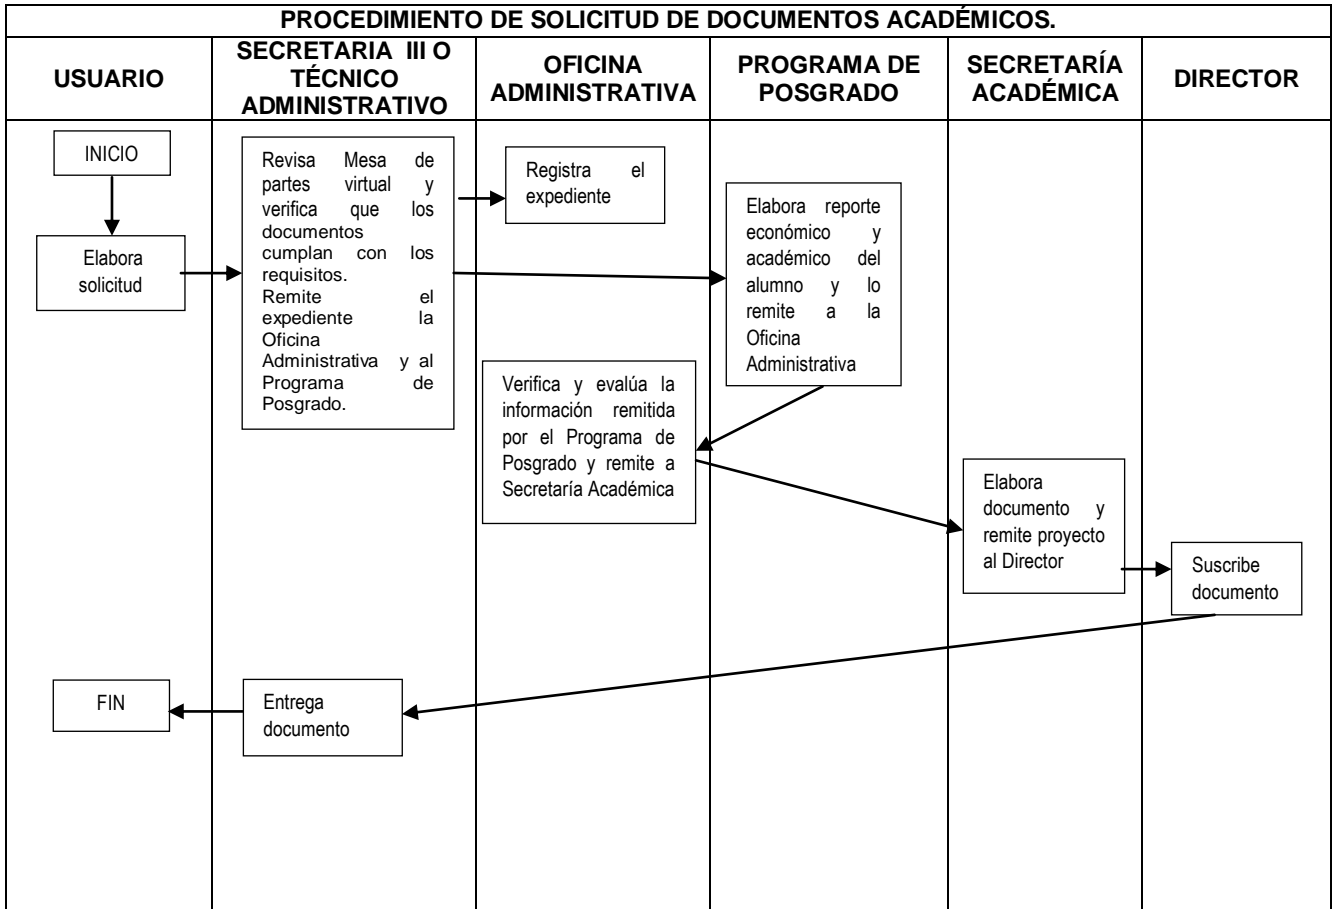 PROCEDIMIENTO DE SOLICITUD DE DOCUMENTOS ACADÉMICOS.
USUARIO
SECRETARIA III O
TÉCNICO
ADMINISTRATIVO
OFICINA
ADMINISTRATIVA
PROGRAMA DE
POSGRADO
SECRETARÍA
ACADÉMICA
DIRECTOR
INICIO
Elabora
solicitud
Revisa Mesa de
partes virtual y
verifica que los
documentos
cumplan con los
requisitos.
Remite el
expediente la
Oficina
Administrativa y al
Programa de
Posgrado.
Registra el
expediente
Elabora reporte
económico y
académico del
alumno y lo
remite a la
Oficina
Administrativa
Verifica y evalúa la
información remitida
por el Programa de
Posgrado y remite a
Secretaría Académica
Elabora
documento y
remite proyecto
al Director
Suscribe
documento
Entrega
documento
FIN